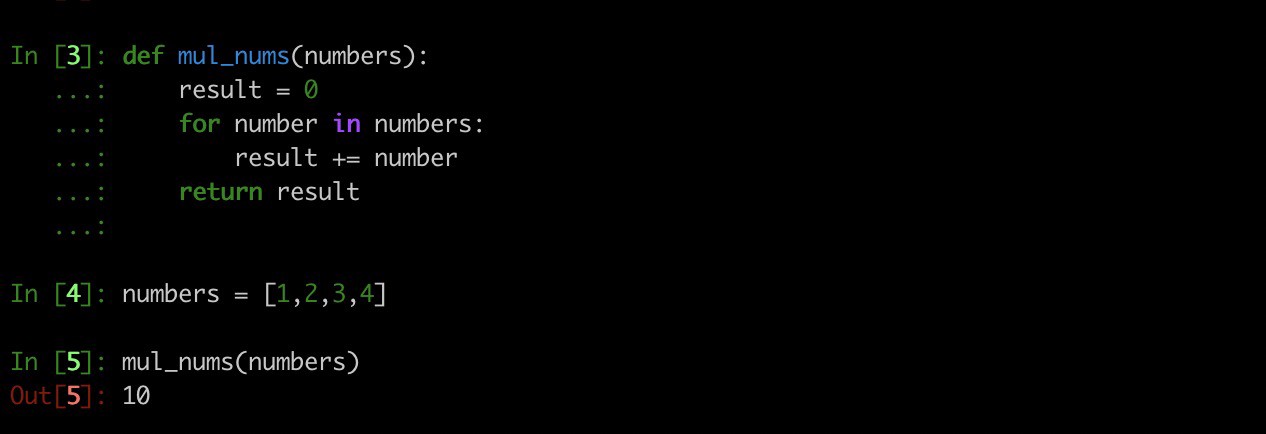 In [3]: def mul_nums(numbers):
   ...:     result = 0
   ...:     for number in numbers:
   ...:         result += number
   ...:     return result
   ...:
In [4]: numbers = [1,2,3,4]
In [5]: mul_nums(numbers)
Out[5]: 10